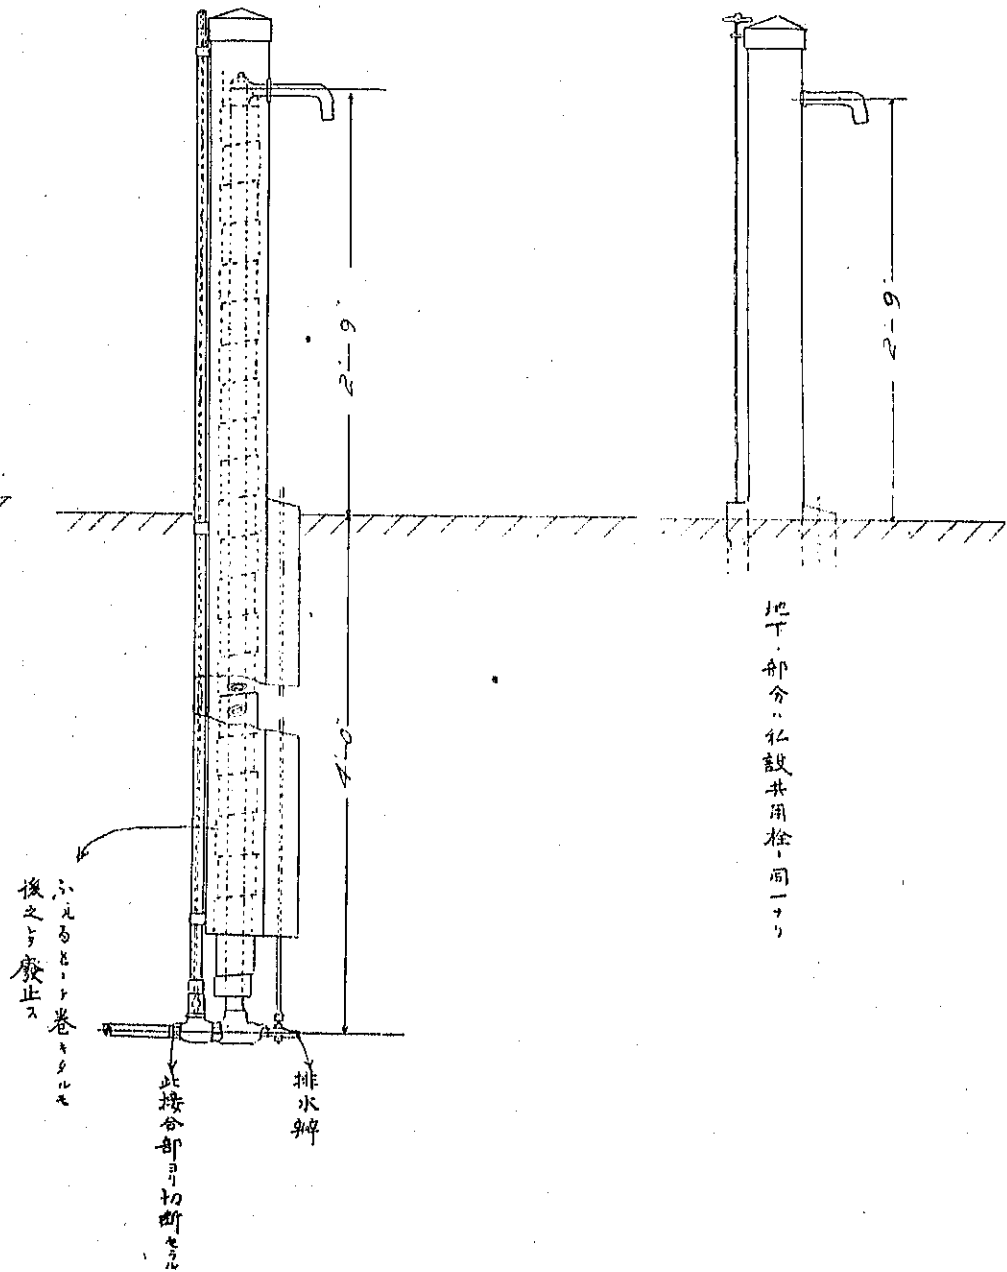 2'-9"
4'-0"
2'-9"
地下ノ部分ハ私設共用栓ト同一ナリ
ふえるとヲ巻キタルモ
後之ヲ廃止ス
排水弁
此接合部ヨリ切断セラル